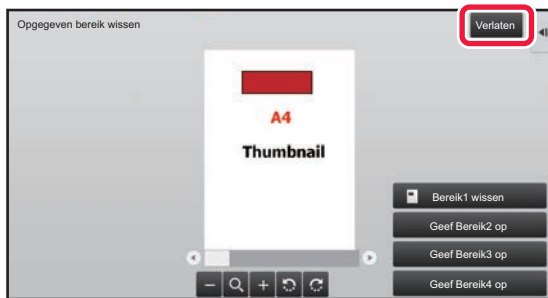 Opgegeven bereik wissen
Verlaten
A4
Thumbnail
Bereik1 wissen
Geef Bereik2 op
Geef Bereik3 op
Geef Bereik4 op